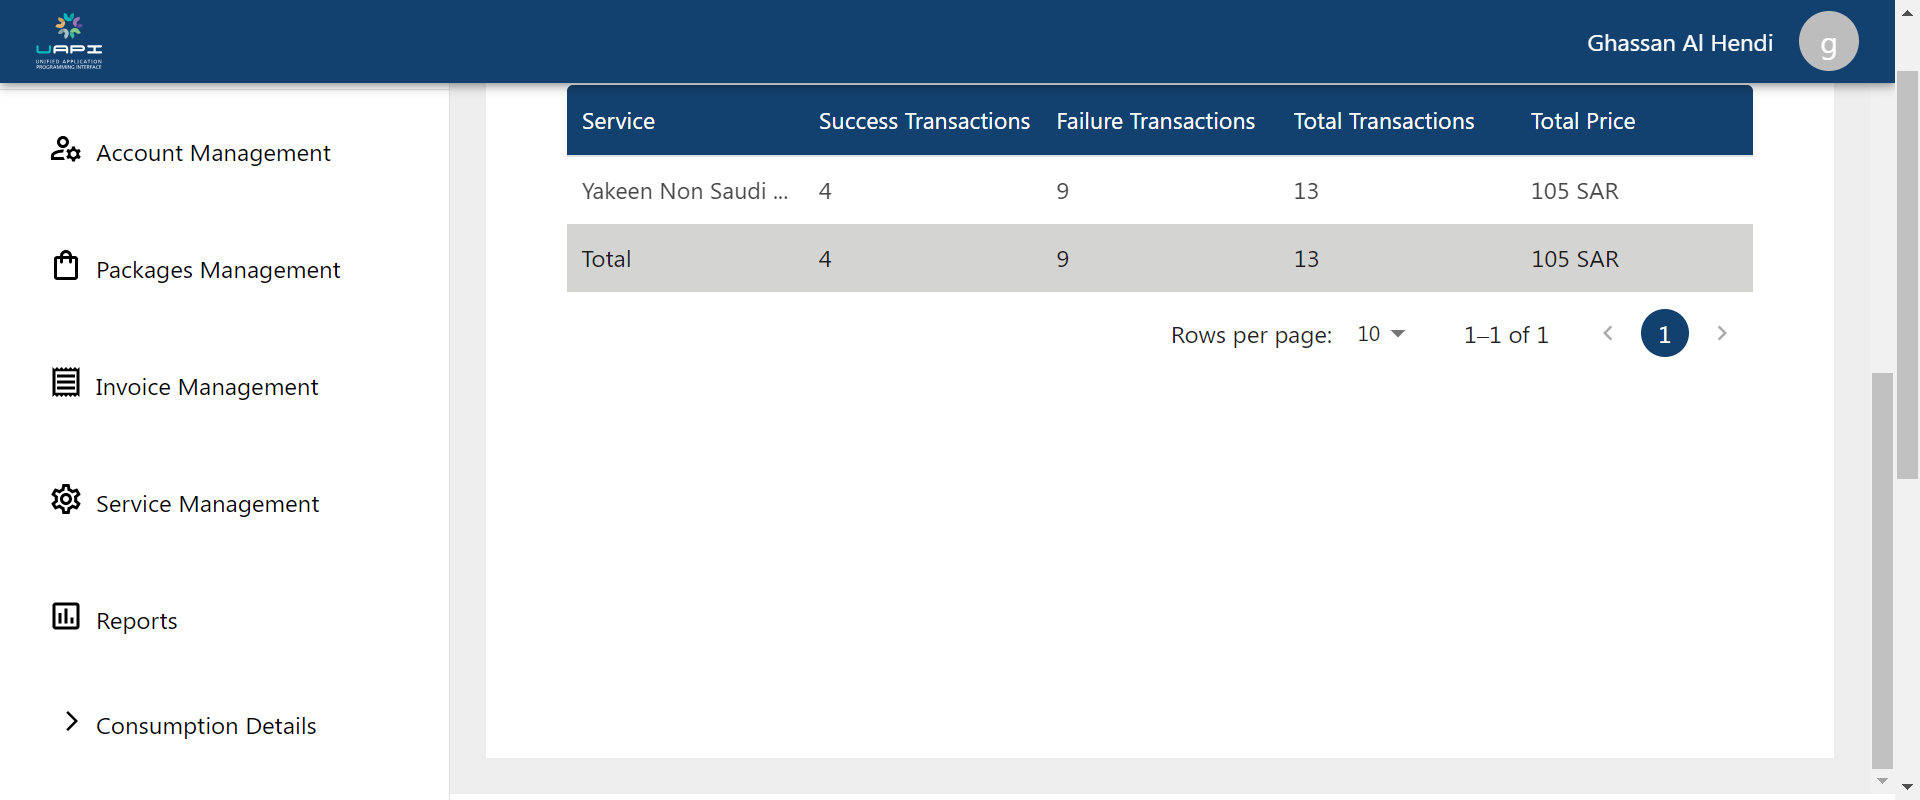 UAPI
UNIFIED APPLICATION
PROGRAMMING INTERFACE
Ghassan Al Hendi
g
Account Management
Packages Management
Invoice Management
Service Management
Reports
Consumption Details
Service Success Transactions Failure Transactions Total Transactions Total Price
Yakeen Non Saudi ... 4 9 13 105 SAR
Total 4 9 13 105 SAR
Rows per page: 10 1–1 of 1 1